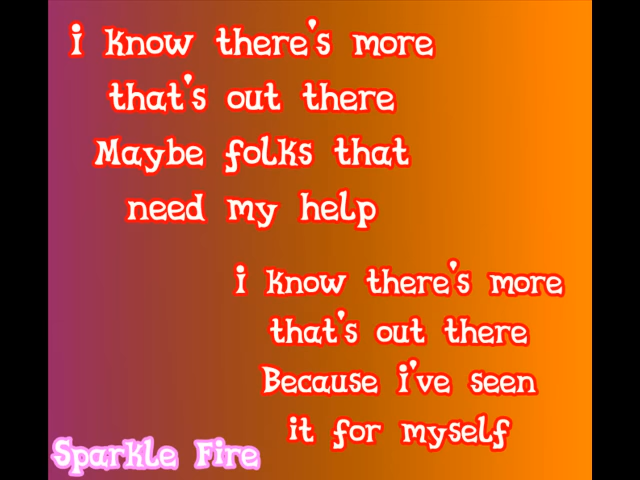 i know there's more
that's out there
Maybe folks that
need my help
i know there's more
that's out there
Because i've seen
it for myself
Sparkle Fire